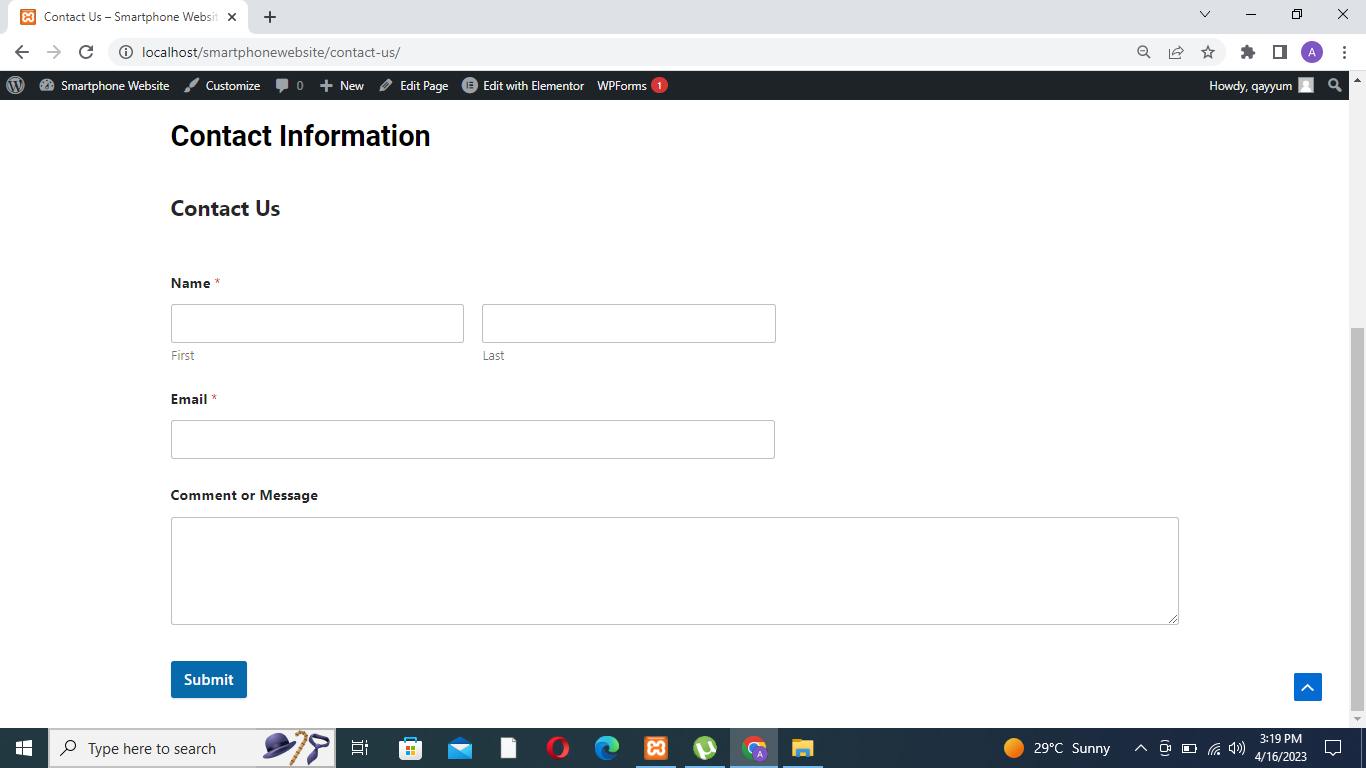 Contact Us – Smartphone Websit
localhost/smartphonewebsite/contact-us/
A
Smartphone Website Customize 0 New Edit Page Edit with Elementor WPForms 1 Howdy, qayyum
Contact Information
Contact Us
Name *
First Last
Email *
Comment or Message
Submit
Type here to search
A
29°C Sunny
3:19 PM
4/16/2023